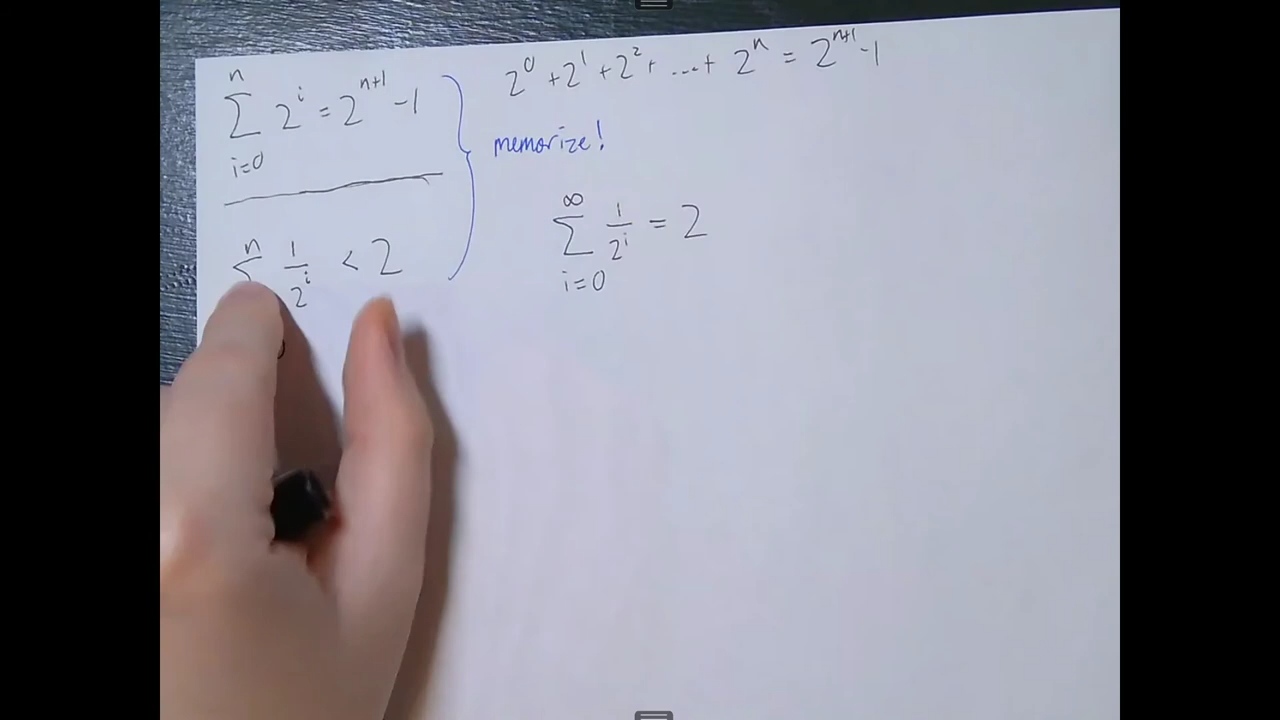 n
∑ 2^i = 2^{n+1} -1
i=0
2^0 + 2^1 + 2^2 + ...+ 2^n = 2^{n+1} -1
memorize!
n
∑ 1/2^i < 2
∞
∑ 1/2^i = 2
i=0